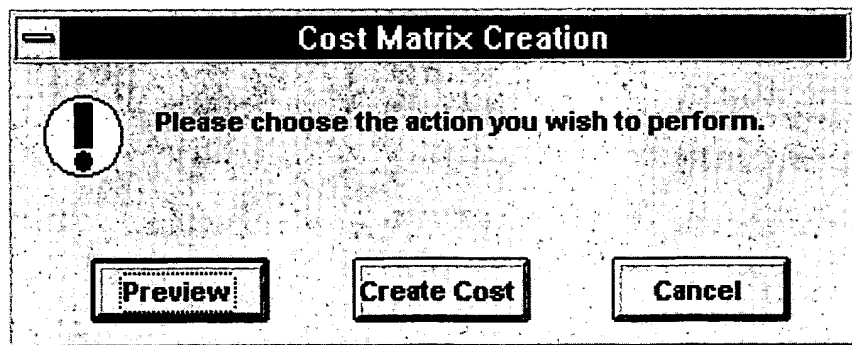 Cost Matrix Creation
Please choose the action you wish to perform.
Preview Create Cost Cancel